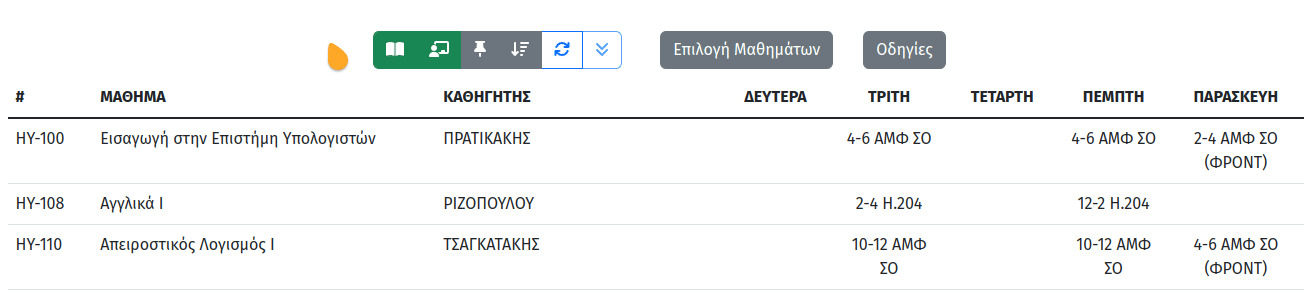 Επιλογή Μαθημάτων Οδηγίες
# ΜΑΘΗΜΑ ΚΑΘΗΓΗΤΗΣ ΔΕΥΤΕΡΑ ΤΡΙΤΗ ΤΕΤΑΡΤΗ ΠΕΜΠΤΗ ΠΑΡΑΣΚΕΥΗ
ΗΥ-100 Εισαγωγή στην Επιστήμη Υπολογιστών ΠΡΑΤΙΚΑΚΗΣ 4-6 ΑΜΦ ΣΟ 4-6 ΑΜΦ ΣΟ 2-4 ΑΜΦ ΣΟ
(ΦΡΟΝΤ)
ΗΥ-108 Αγγλικά Ι ΡΙΖΟΠΟΥΛΟΥ 2-4 Η.204 12-2 Η.204
ΗΥ-110 Απειροστικός Λογισμός Ι ΤΣΑΓΚΑΤΑΚΗΣ 10-12 ΑΜΦ 10-12 ΑΜΦ 4-6 ΑΜΦ ΣΟ
ΣΟ ΣΟ (ΦΡΟΝΤ)